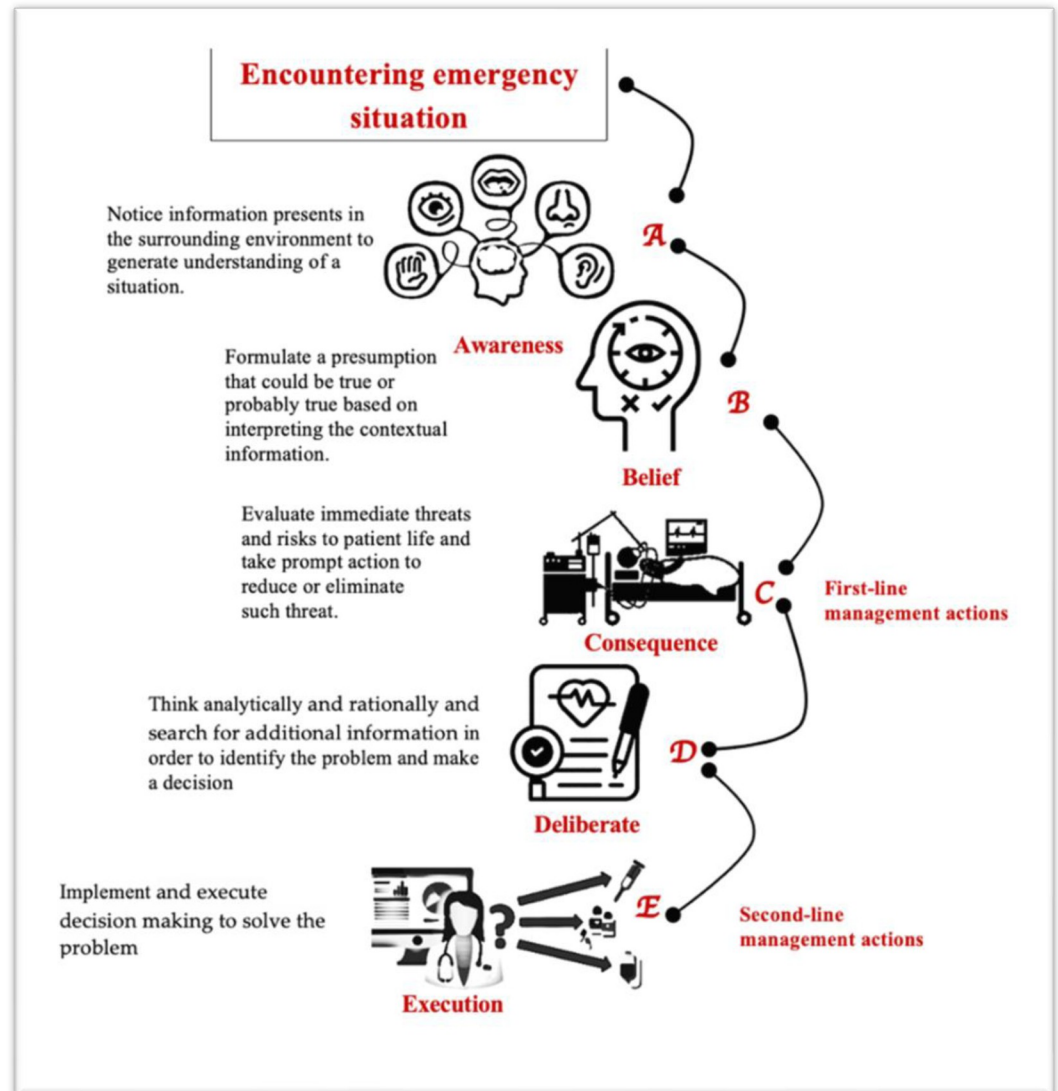 Encountering emergency
situation
A
Notice information presents in
the surrounding environment to
generate understanding of a
situation.
Awareness
B
Formulate a presumption
that could be true or
probably true based on
interpreting the contextual
information.
Belief
Evaluate immediate threats
and risks to patient life and
take prompt action to
reduce or eliminate
such threat.
C
First-line
management actions
Consequence
Think analytically and rationally and
search for additional information in
order to identify the problem and make
a decision
D
Deliberate
Implement and execute
decision making to solve the
problem
?
E
Second-line
management actions
Execution